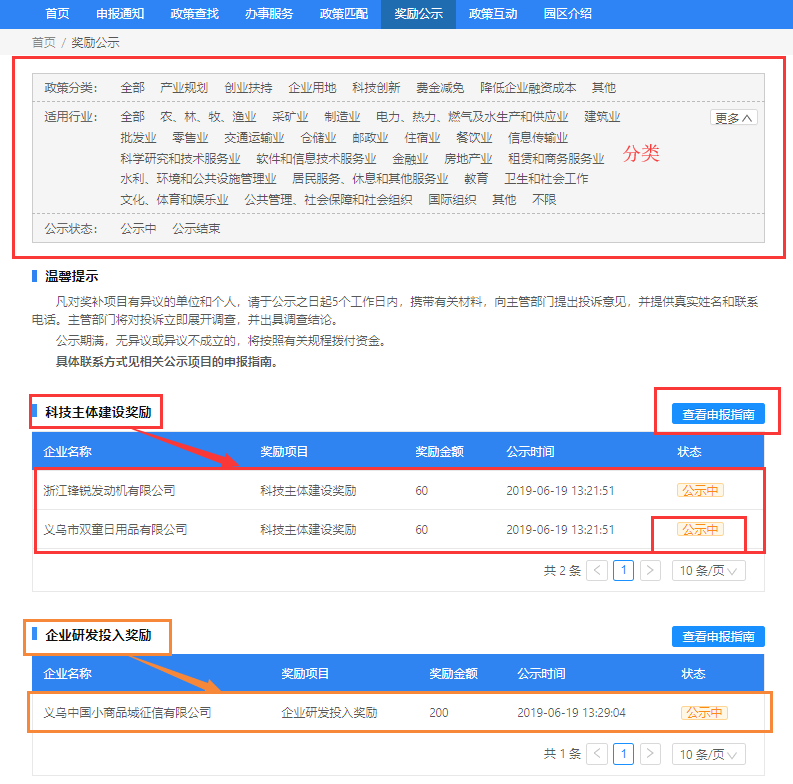 首页 申报通知 政策查找 办事服务 政策匹配 奖励公示 政策互动 园区介绍
首页 / 奖励公示
政策分类: 全部 产业规划 创业扶持 企业用地 科技创新 费金减免 降低企业融资成本 其他
适用行业: 全部 农、林、牧、渔业 采矿业 制造业 电力、热力、燃气及水生产和供应业 建筑业 更多
批发业 零售业 交通运输业 仓储业 邮政业 住宿业 餐饮业 信息传输业
科学研究和技术服务业 软件和信息技术服务业 金融业 房地产业 租赁和商务服务业 分类
水利、环境和公共设施管理业 居民服务、休息和其他服务业 教育 卫生和社会工作
文化、体育和娱乐业 公共管理、社会保障和社会组织 国际组织 其他 不限
公示状态: 公示中 公示结束
温馨提示
凡对奖补项目有异议的单位和个人，请于公示之日起5个工作日内，携带有关材料，向主管部门提出投诉意见，并提供真实姓名和联系
电话。主管部门将对投诉立即展开调查，并出具调查结论。
公示期满，无异议或异议不成立的，将按照有关规程拨付资金。
具体联系方式见相关公示项目的申报指南。
科技主体建设奖励 查看申报指南
企业名称 奖励项目 奖励金额 公示时间 状态
浙江锋锐发动机有限公司 科技主体建设奖励 60 2019-06-19 13:21:51 公示中
义乌市双童日用品有限公司 科技主体建设奖励 60 2019-06-19 13:21:51 公示中
共 2 条 < 1 > 10 条/页
企业研发投入奖励 查看申报指南
企业名称 奖励项目 奖励金额 公示时间 状态
义乌中国小商品城征信有限公司 企业研发投入奖励 200 2019-06-19 13:29:04 公示中
共 1 条 < 1 > 10 条/页